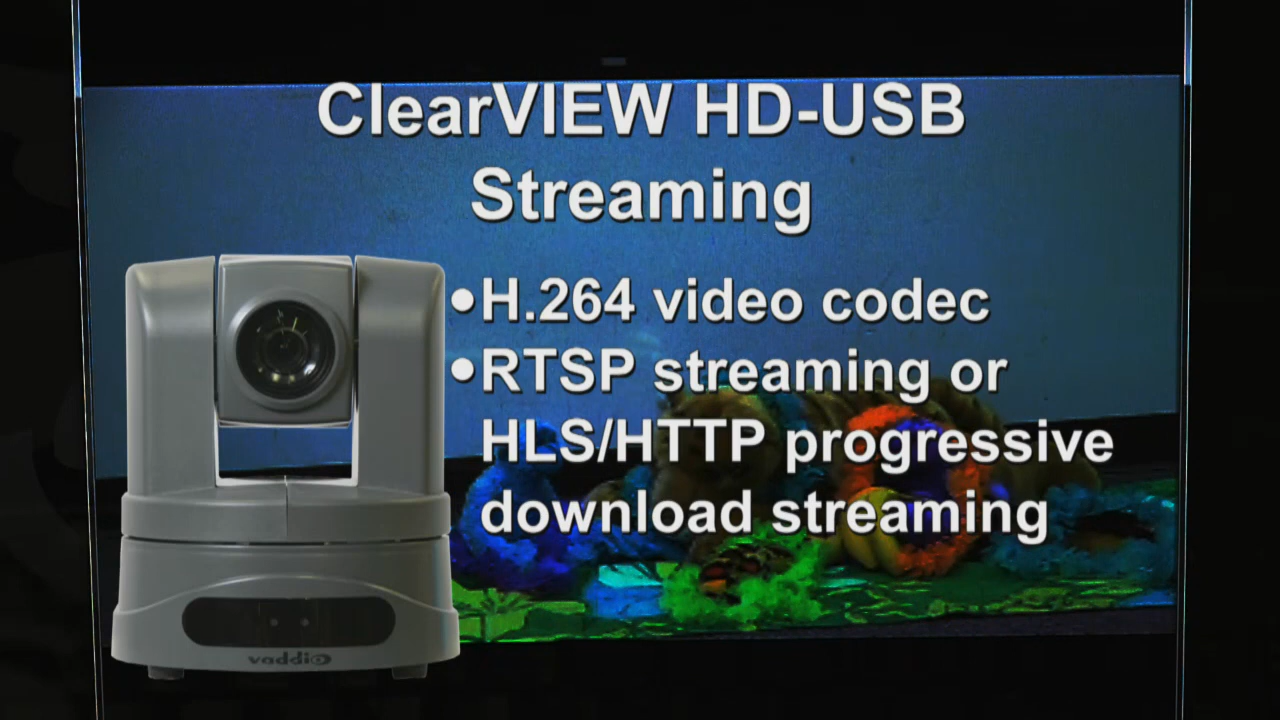 ClearVIEW HD-USB
Streaming
•H.264 video codec
•RTSP streaming or
HLS/HTTP progressive
download streaming
vaddio